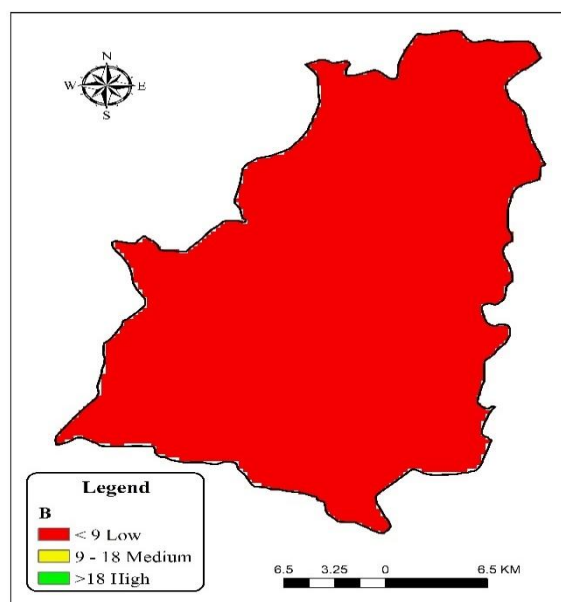 N
W E
S
Legend
B
< 9 Low
9 - 18 Medium
>18 High
6.5 3.25 0 6.5 KM